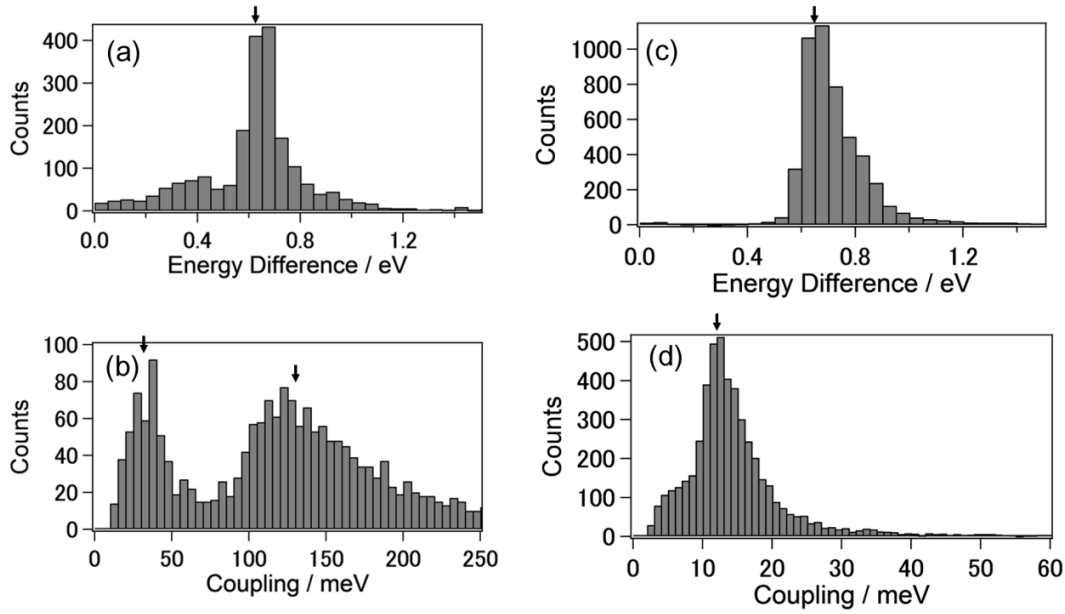 (a)
Counts
400
300
200
100
0
0.0 0.4 0.8 1.2
Energy Difference / eV
(c)
Counts
1000
800
600
400
200
0
0.0 0.4 0.8 1.2
Energy Difference / eV
(b)
Counts
100
80
60
40
20
0
0 50 100 150 200 250
Coupling / meV
(d)
Counts
500
400
300
200
100
0
0 10 20 30 40 50 60
Coupling / meV